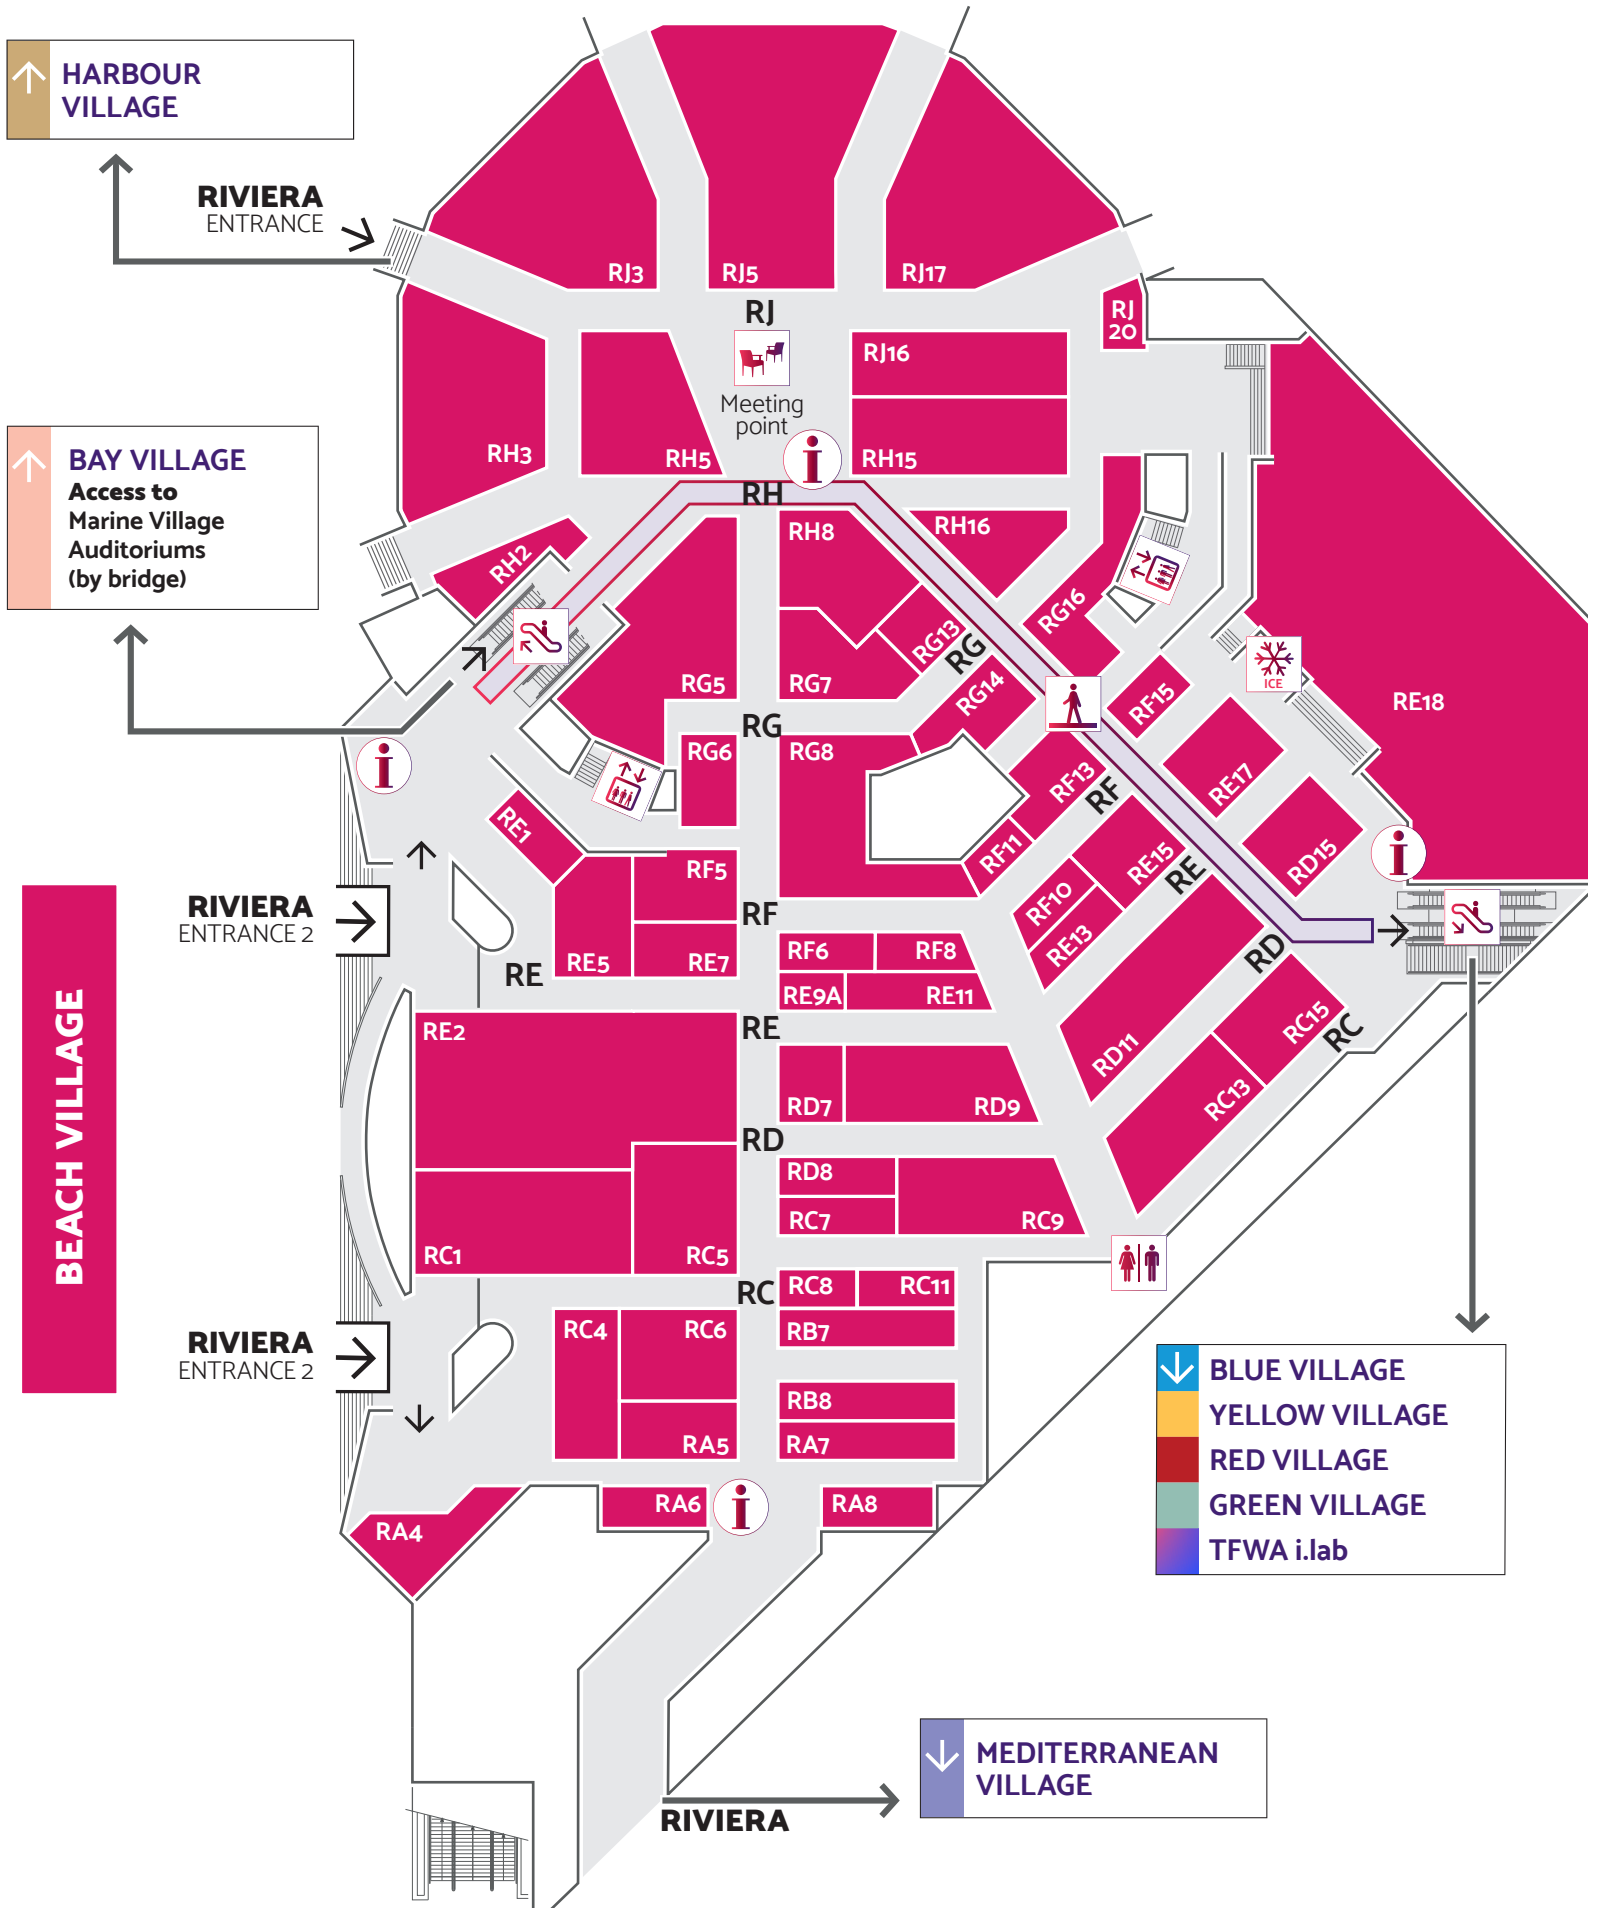 HARBOUR
VILLAGE
RIVIERA
ENTRANCE
RJ3
RJ5
RJ17
RJ
RJ
20
RJ16
Meeting
point
RH3
RH5
RH15
BAY VILLAGE
Access to
Marine Village
Auditoriums
(by bridge)
RH
RH2
RH8
RH16
RG16
RG13
RG
RG5
RG7
RG14
RF15
ICE
RE18
RG
RG6
RG8
RF13
RF
RE17
RE1
RF5
RF11
RE15
RE
RD15
RIVIERA
ENTRANCE 2
RF
RF10
RE5
RE7
RE
RF6
RF8
RE13
RD
RE9A
RE11
BEACH VILLAGE
RE2
RE
RD11
RC15
RC
RD7
RD9
RC13
RD
RD8
RC7
RC9
RC1
RC5
RC
RC8
RC11
RC4
RC6
RB7
RIVIERA
ENTRANCE 2
RB8
RA5
RA7
RA4
RA6
RA8
BLUE VILLAGE
YELLOW VILLAGE
RED VILLAGE
GREEN VILLAGE
TFWA i.lab
MEDITERRANEAN
VILLAGE
RIVIERA